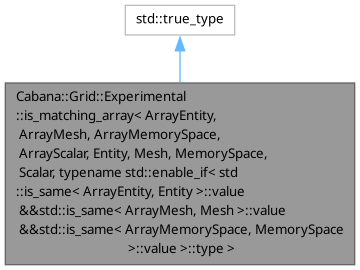 std::true_type
Cabana::Grid::Experimental
::is_matching_array< ArrayEntity,
ArrayMesh, ArrayMemorySpace,
ArrayScalar, Entity, Mesh, MemorySpace,
Scalar, typename std::enable_if< std
::is_same< ArrayEntity, Entity >::value
&&std::is_same< ArrayMesh, Mesh >::value
&&std::is_same< ArrayMemorySpace, MemorySpace
>::value >::type >